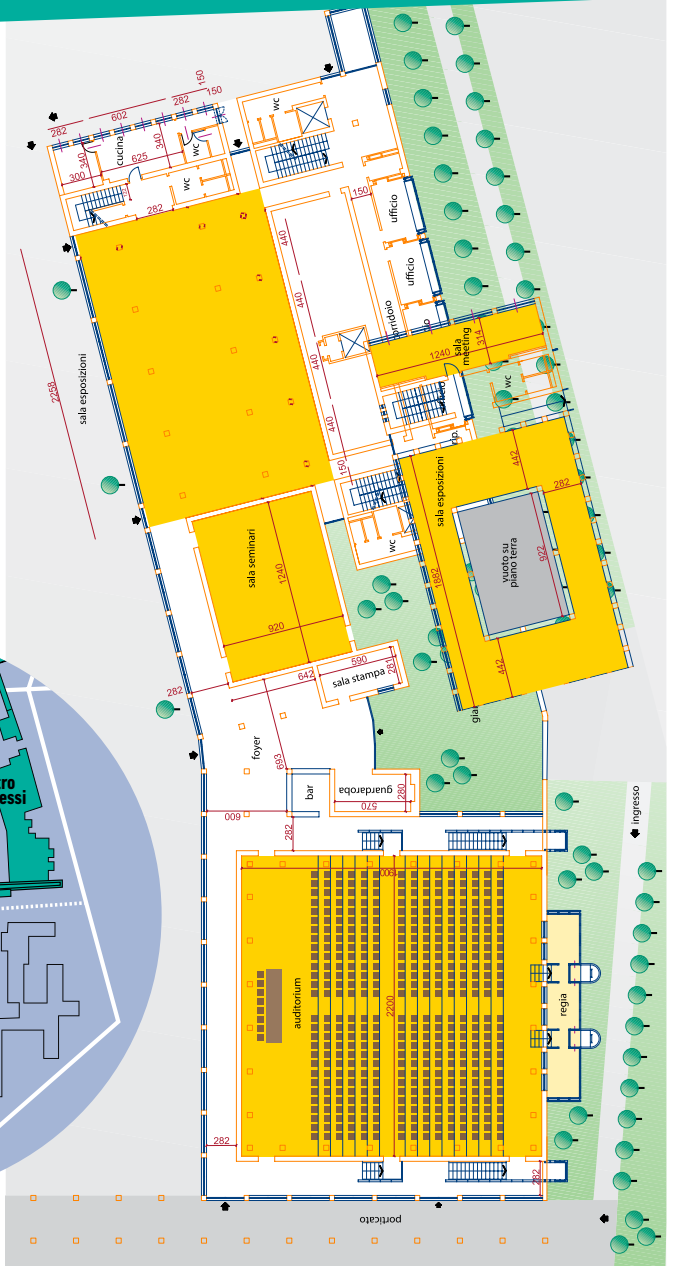 150
282
150
602
282
cucina
340
340
625
300
wc
wc
282
wc
150
ufficio
ufficio
440
440
440
440
150
2258
sala esposizioni
1240
sala
meeting
314
wc
rip.
sala esposizioni
442
282
vuoto su
piano terra
922
1882
442
wc
sala seminari
1240
920
590
281
sala stampa
642
282
foyer
693
bar
guardaroba
280
570
600
282
1900
auditorium
2200
regia
ingresso
282
282
porticato